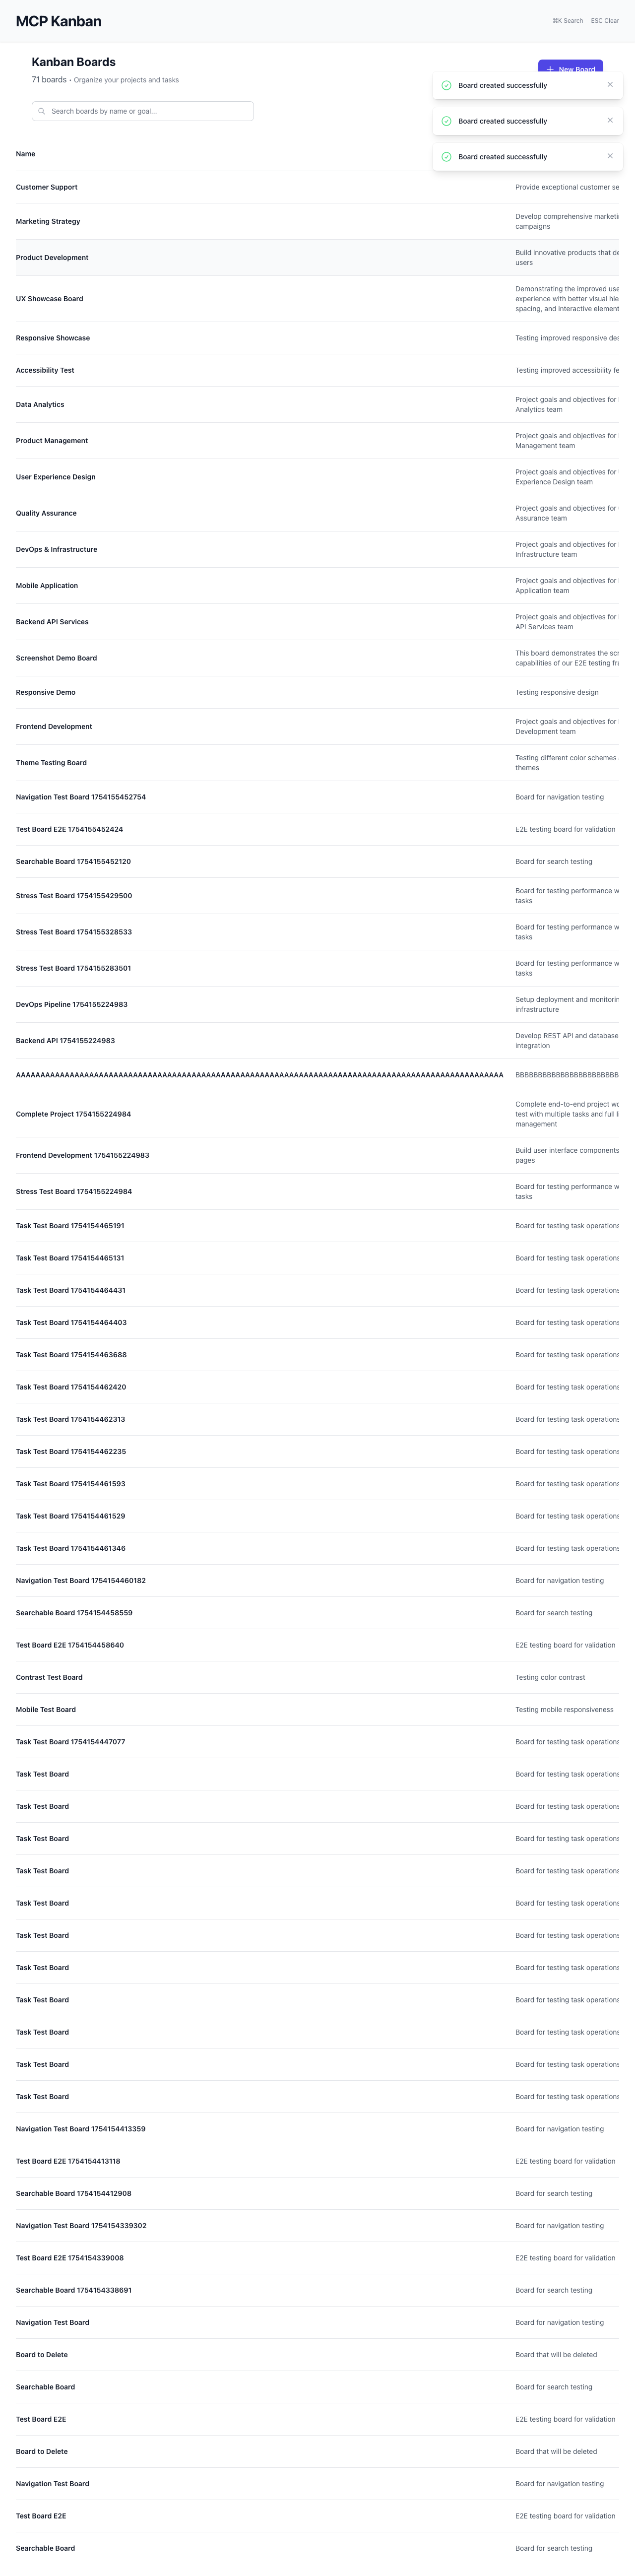 MCP Kanban
⌘K Search ESC Clear
Kanban Boards
71 boards • Organize your projects and tasks
New Board
Search boards by name or goal...
Board created successfully
Board created successfully
Board created successfully
Name
Customer Support
Provide exceptional customer se
Marketing Strategy
Develop comprehensive marketi
campaigns
Product Development
Build innovative products that de
users
UX Showcase Board
Demonstrating the improved use
experience with better visual hie
spacing, and interactive element
Responsive Showcase
Testing improved responsive des
Accessibility Test
Testing improved accessibility fe
Data Analytics
Project goals and objectives for
Analytics team
Product Management
Project goals and objectives for
Management team
User Experience Design
Project goals and objectives for
Experience Design team
Quality Assurance
Project goals and objectives for
Assurance team
DevOps & Infrastructure
Project goals and objectives for
Infrastructure team
Mobile Application
Project goals and objectives for
Application team
Backend API Services
Project goals and objectives for
API Services team
Screenshot Demo Board
This board demonstrates the scr
capabilities of our E2E testing fra
Responsive Demo
Testing responsive design
Frontend Development
Project goals and objectives for
Development team
Theme Testing Board
Testing different color schemes
themes
Navigation Test Board 1754155452754
Board for navigation testing
Test Board E2E 1754155452424
E2E testing board for validation
Searchable Board 1754155452120
Board for search testing
Stress Test Board 1754155429500
Board for testing performance w
tasks
Stress Test Board 1754155328533
Board for testing performance w
tasks
Stress Test Board 1754155283501
Board for testing performance w
tasks
DevOps Pipeline 1754155224983
Setup deployment and monitorin
infrastructure
Backend API 1754155224983
Develop REST API and database
integration
AAAAAAAAAAAAAAAAAAAAAAAAAAAAAAAAAAAAAAAAAAAAAAAAAAAAAAAAAAAAAAAAAAAAAAAAAAAAAAAAAAAAAAAAAAAAAAAAAAAA
BBBBBBBBBBBBBBBBBBBBBBB
Complete Project 1754155224984
Complete end-to-end project wo
test with multiple tasks and full li
management
Frontend Development 1754155224983
Build user interface components
pages
Stress Test Board 1754155224984
Board for testing performance w
tasks
Task Test Board 1754154465191
Board for testing task operations
Task Test Board 1754154465131
Board for testing task operations
Task Test Board 1754154464431
Board for testing task operations
Task Test Board 1754154464403
Board for testing task operations
Task Test Board 1754154463688
Board for testing task operations
Task Test Board 1754154462420
Board for testing task operations
Task Test Board 1754154462313
Board for testing task operations
Task Test Board 1754154462235
Board for testing task operations
Task Test Board 1754154461593
Board for testing task operations
Task Test Board 1754154461529
Board for testing task operations
Task Test Board 1754154461346
Board for testing task operations
Navigation Test Board 1754154460182
Board for navigation testing
Searchable Board 1754154458559
Board for search testing
Test Board E2E 1754154458640
E2E testing board for validation
Contrast Test Board
Testing color contrast
Mobile Test Board
Testing mobile responsiveness
Task Test Board 1754154447077
Board for testing task operations
Task Test Board
Board for testing task operations
Task Test Board
Board for testing task operations
Task Test Board
Board for testing task operations
Task Test Board
Board for testing task operations
Task Test Board
Board for testing task operations
Task Test Board
Board for testing task operations
Task Test Board
Board for testing task operations
Task Test Board
Board for testing task operations
Task Test Board
Board for testing task operations
Task Test Board
Board for testing task operations
Task Test Board
Board for testing task operations
Navigation Test Board 1754154413359
Board for navigation testing
Test Board E2E 1754154413118
E2E testing board for validation
Searchable Board 1754154412908
Board for search testing
Navigation Test Board 1754154339302
Board for navigation testing
Test Board E2E 1754154339008
E2E testing board for validation
Searchable Board 1754154338691
Board for search testing
Navigation Test Board
Board for navigation testing
Board to Delete
Board that will be deleted
Searchable Board
Board for search testing
Test Board E2E
E2E testing board for validation
Board to Delete
Board that will be deleted
Navigation Test Board
Board for navigation testing
Test Board E2E
E2E testing board for validation
Searchable Board
Board for search testing